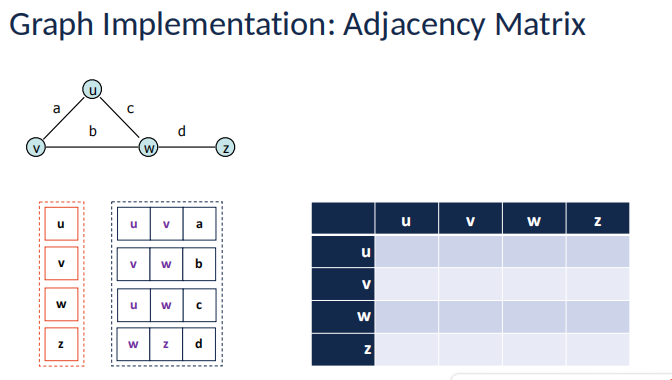 Graph Implementation: Adjacency Matrix
u
a c
b d
v w z
u u v a
v v w b
w u w c
z w z d
u v w z
u
v
w
z